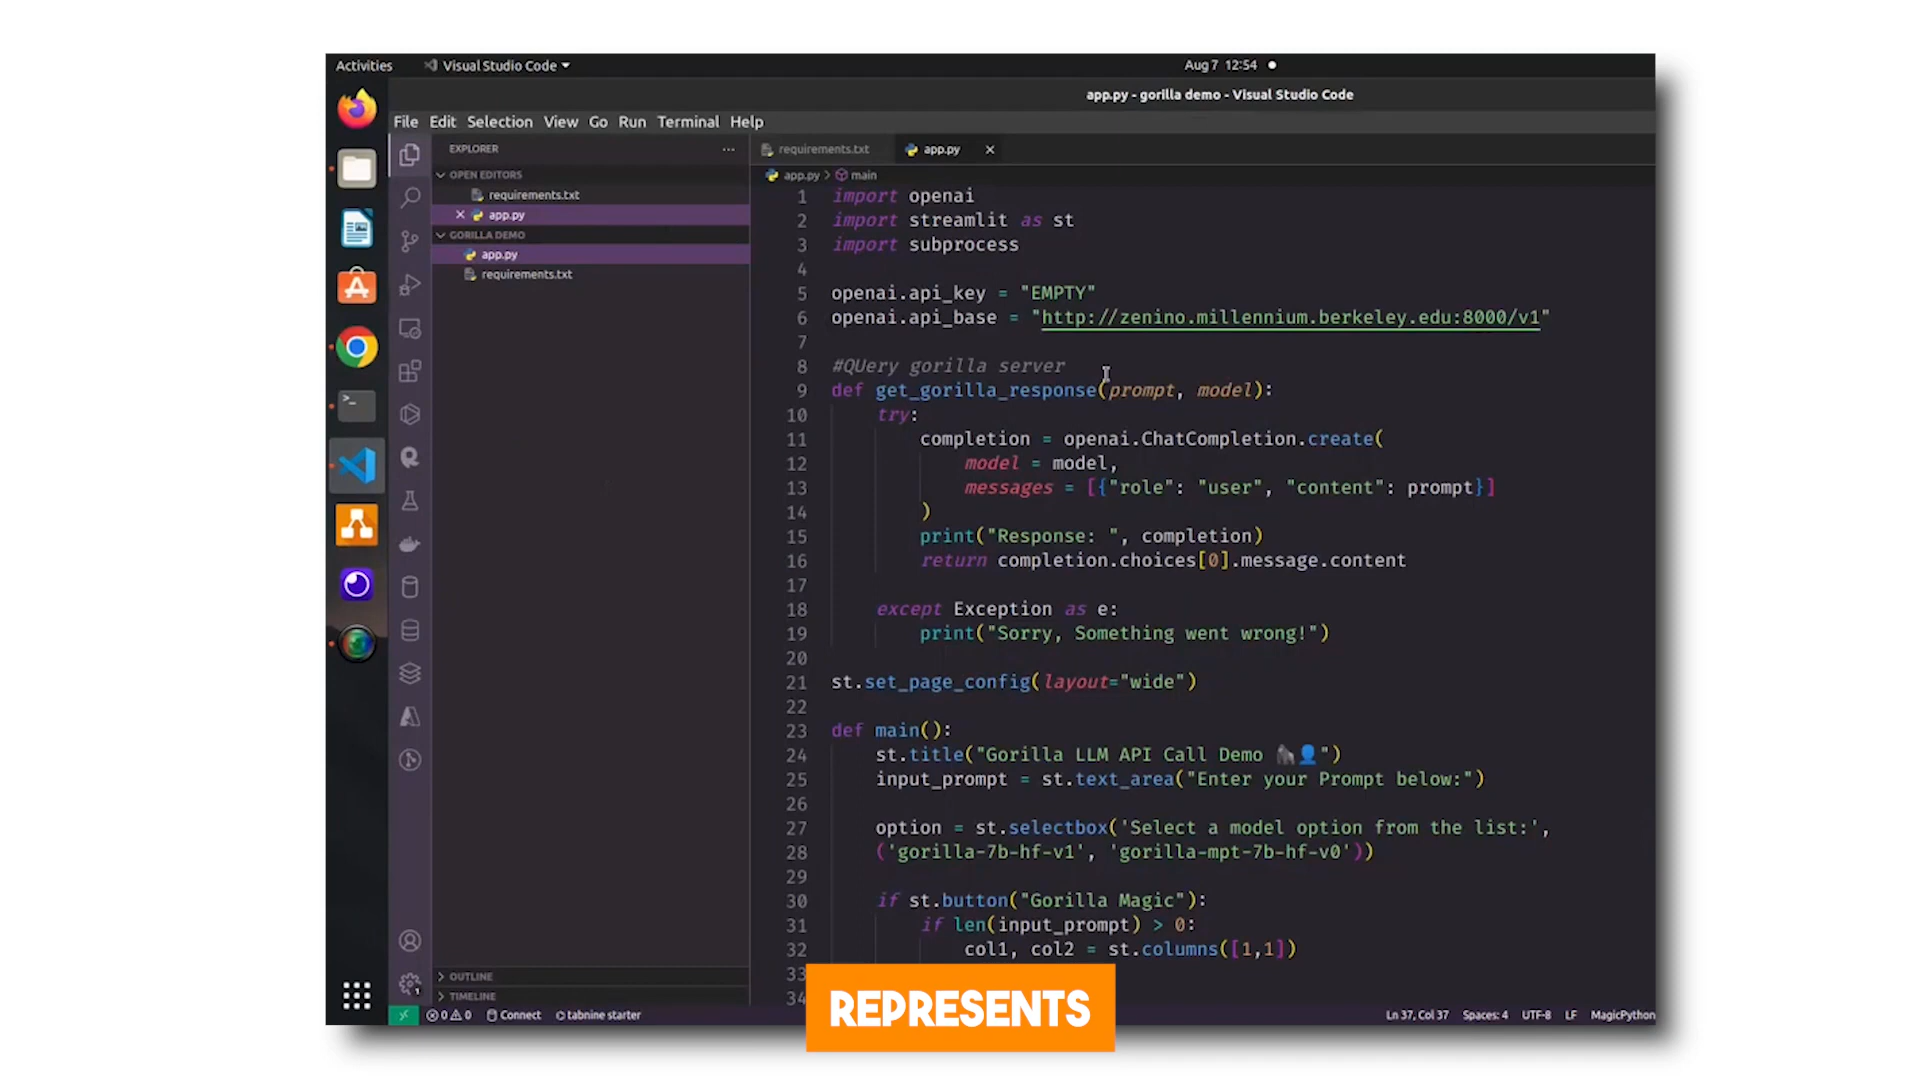 Activities
Visual Studio Code
Aug 7 12:54
app.py - gorilla demo - Visual Studio Code
File Edit Selection View Go Run Terminal Help
EXPLORER
OPEN EDITORS
requirements.txt
app.py
GORILLA DEMO
app.py
requirements.txt
OUTLINE
TIMELINE
requirements.txt
app.py
app.py > main
1 import openai
2 import streamlit as st
3 import subprocess
4
5 openai.api_key = "EMPTY"
6 openai.api_base = "http://zenino.millennium.berkeley.edu:8000/v1"
7
8 #QUery gorilla server
9 def get_gorilla_response(prompt, model):
10 try:
11 completion = openai.ChatCompletion.create(
12 model = model,
13 messages = [{"role": "user", "content": prompt}]
14 )
15 print("Response: ", completion)
16 return completion.choices[0].message.content
17
18 except Exception as e:
19 print("Sorry, Something went wrong!")
20
21 st.set_page_config(layout="wide")
22
23 def main():
24 st.title("Gorilla LLM API Call Demo 🦍👤")
25 input_prompt = st.text_area("Enter your Prompt below:")
26
27 option = st.selectbox('Select a model option from the list:',
28 ('gorilla-7b-hf-v1', 'gorilla-mpt-7b-hf-v0'))
29
30 if st.button("Gorilla Magic"):
31 if len(input_prompt) > 0:
32 col1, col2 = st.columns([1,1])
33
34
REPRESENTS
0 0 Connect tabnine starter
Ln 37, Col 37 Spaces: 4 UTF-8 LF MagicPython